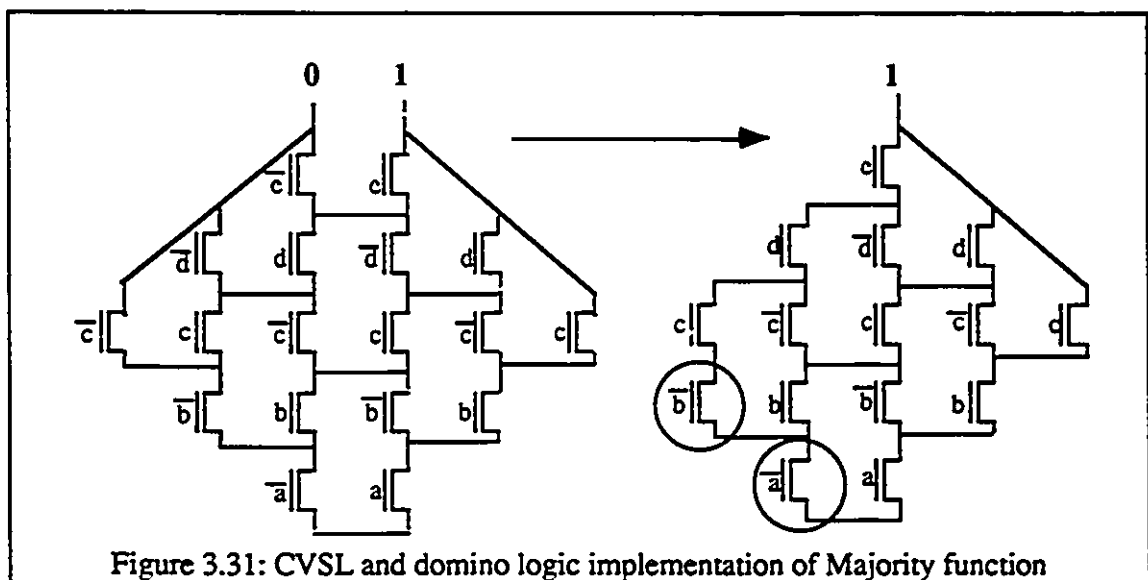 0 1 1
c̅ c c
d̅ d d̅ d d d̅ d
c̅ c c̅ c c̅ c c c̅ c c̅ c
b̅ b b̅ b b̅ b b̅ b
a̅ a a̅ a
Figure 3.31: CVSL and domino logic implementation of Majority function